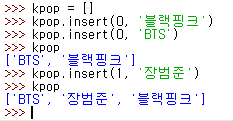 >>> kpop = []
>>> kpop.insert(0, '블랙핑크')
>>> kpop.insert(0, 'BTS')
>>> kpop
['BTS', '블랙핑크']
>>> kpop.insert(1, '장범준')
>>> kpop
['BTS', '장범준', '블랙핑크']
>>>